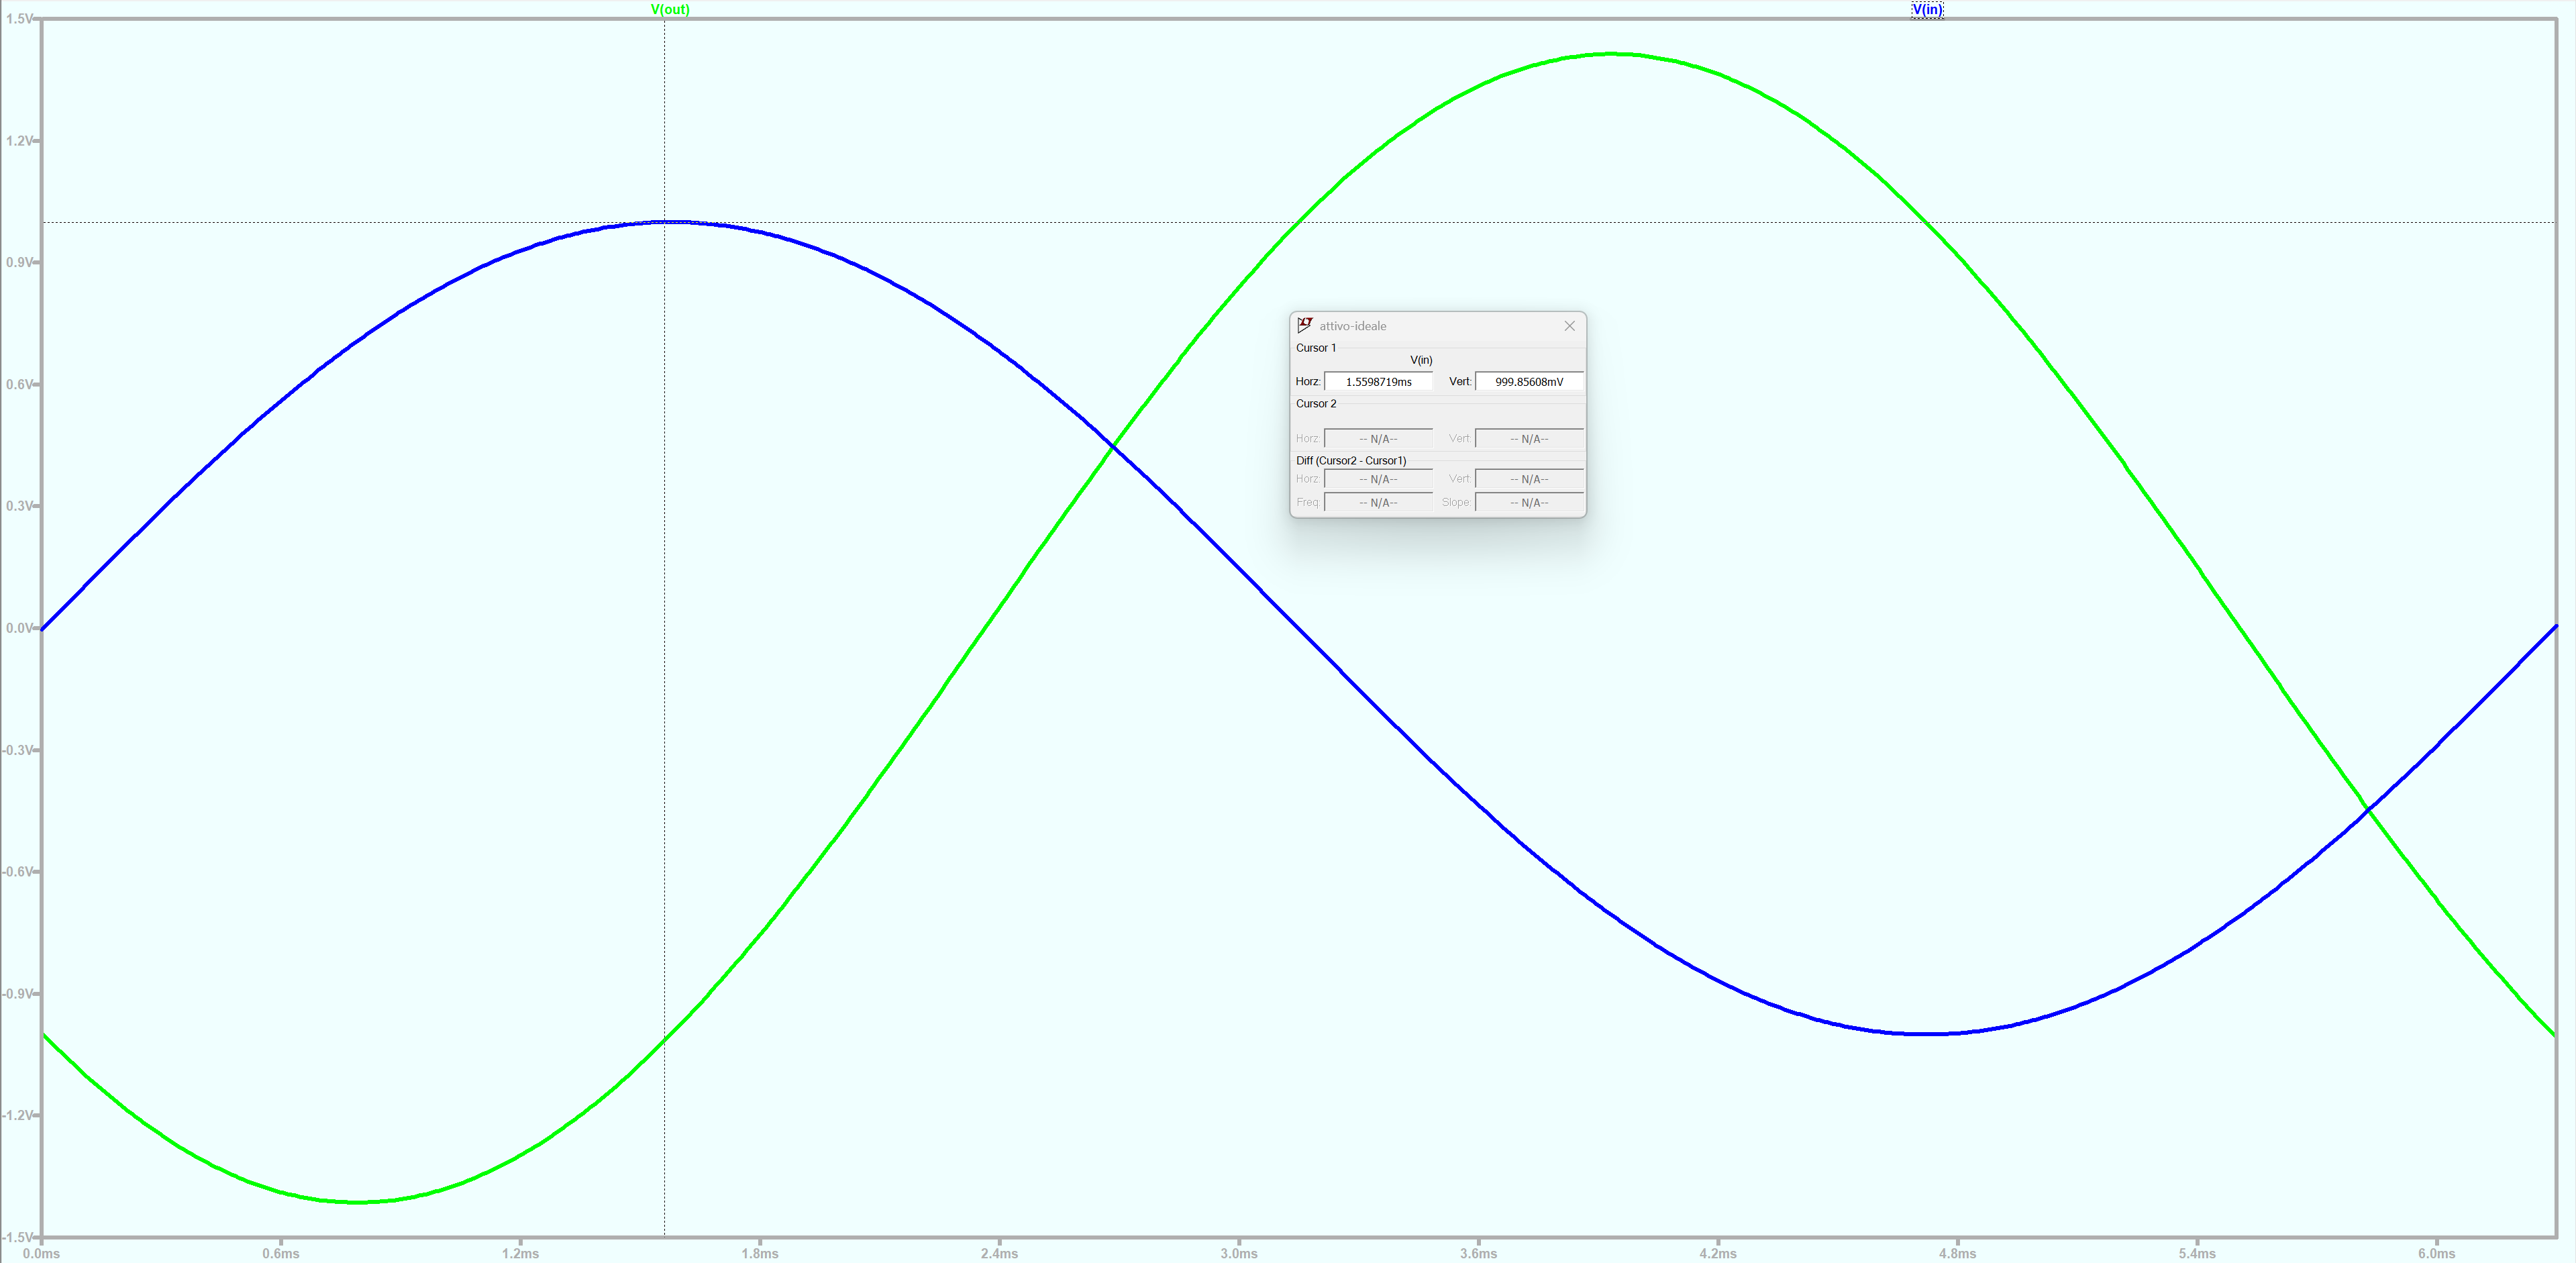 V(out) V(in)
1.5V
1.2V
0.9V
0.6V
0.3V
0.0V
-0.3V
-0.6V
-0.9V
-1.2V
-1.5V
attivo-ideale
Cursor 1
V(in)
Horz: 1.5598719ms Vert: 999.85608mV
Cursor 2
Horz: -- N/A-- Vert: -- N/A--
Diff (Cursor2 - Cursor1)
Horz: -- N/A-- Vert: -- N/A--
Freq: -- N/A-- Slope: -- N/A--
0.0ms 0.6ms 1.2ms 1.8ms 2.4ms 3.0ms 3.6ms 4.2ms 4.8ms 5.4ms 6.0ms